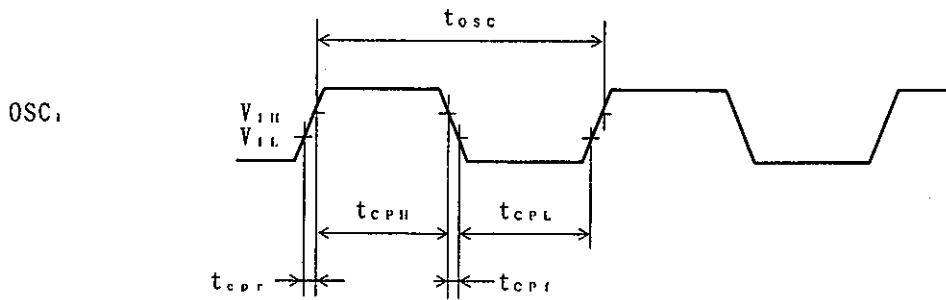 tosc
OSC₁
VIH
VIL
tCPH
tCPL
tcpr
tCPf